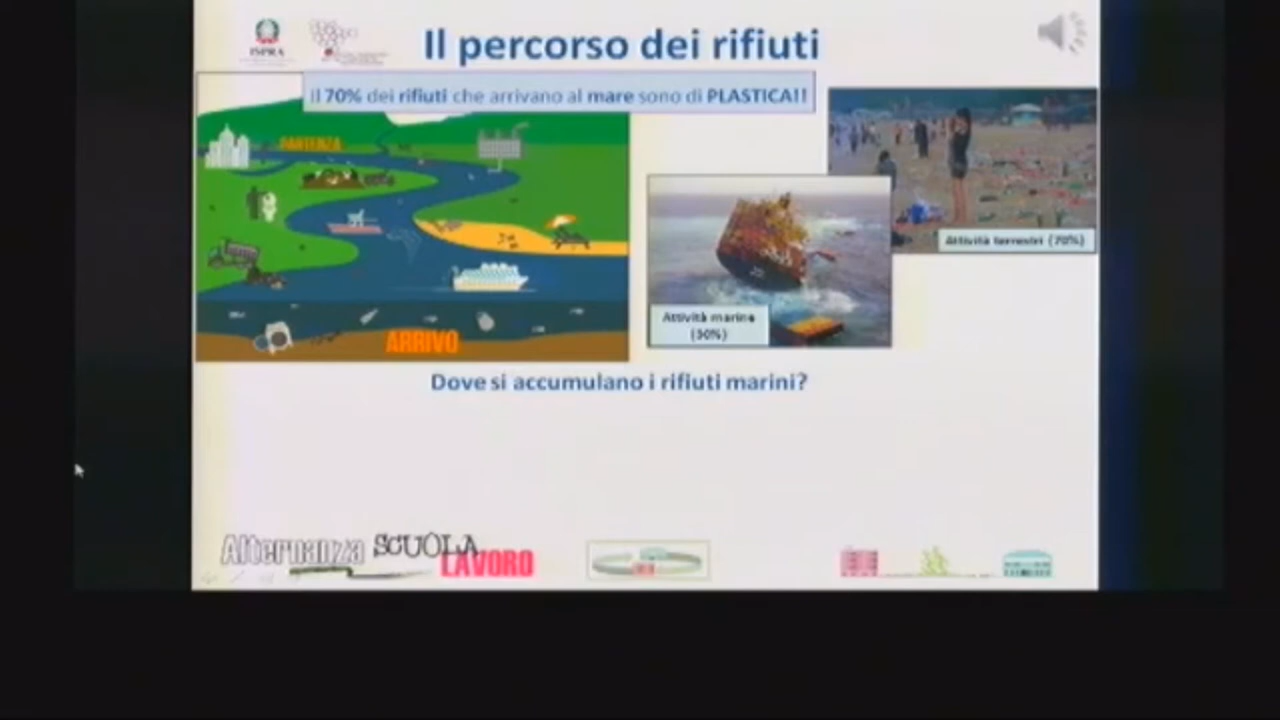 ISPRA
Il percorso dei rifiuti
Il 70% dei rifiuti che arrivano al mare sono di PLASTICA!!
PARTENZA
ARRIVO
Attività terrestri (70%)
Attività marine
(30%)
Dove si accumulano i rifiuti marini?
Alternanza SCUOLA
LAVORO